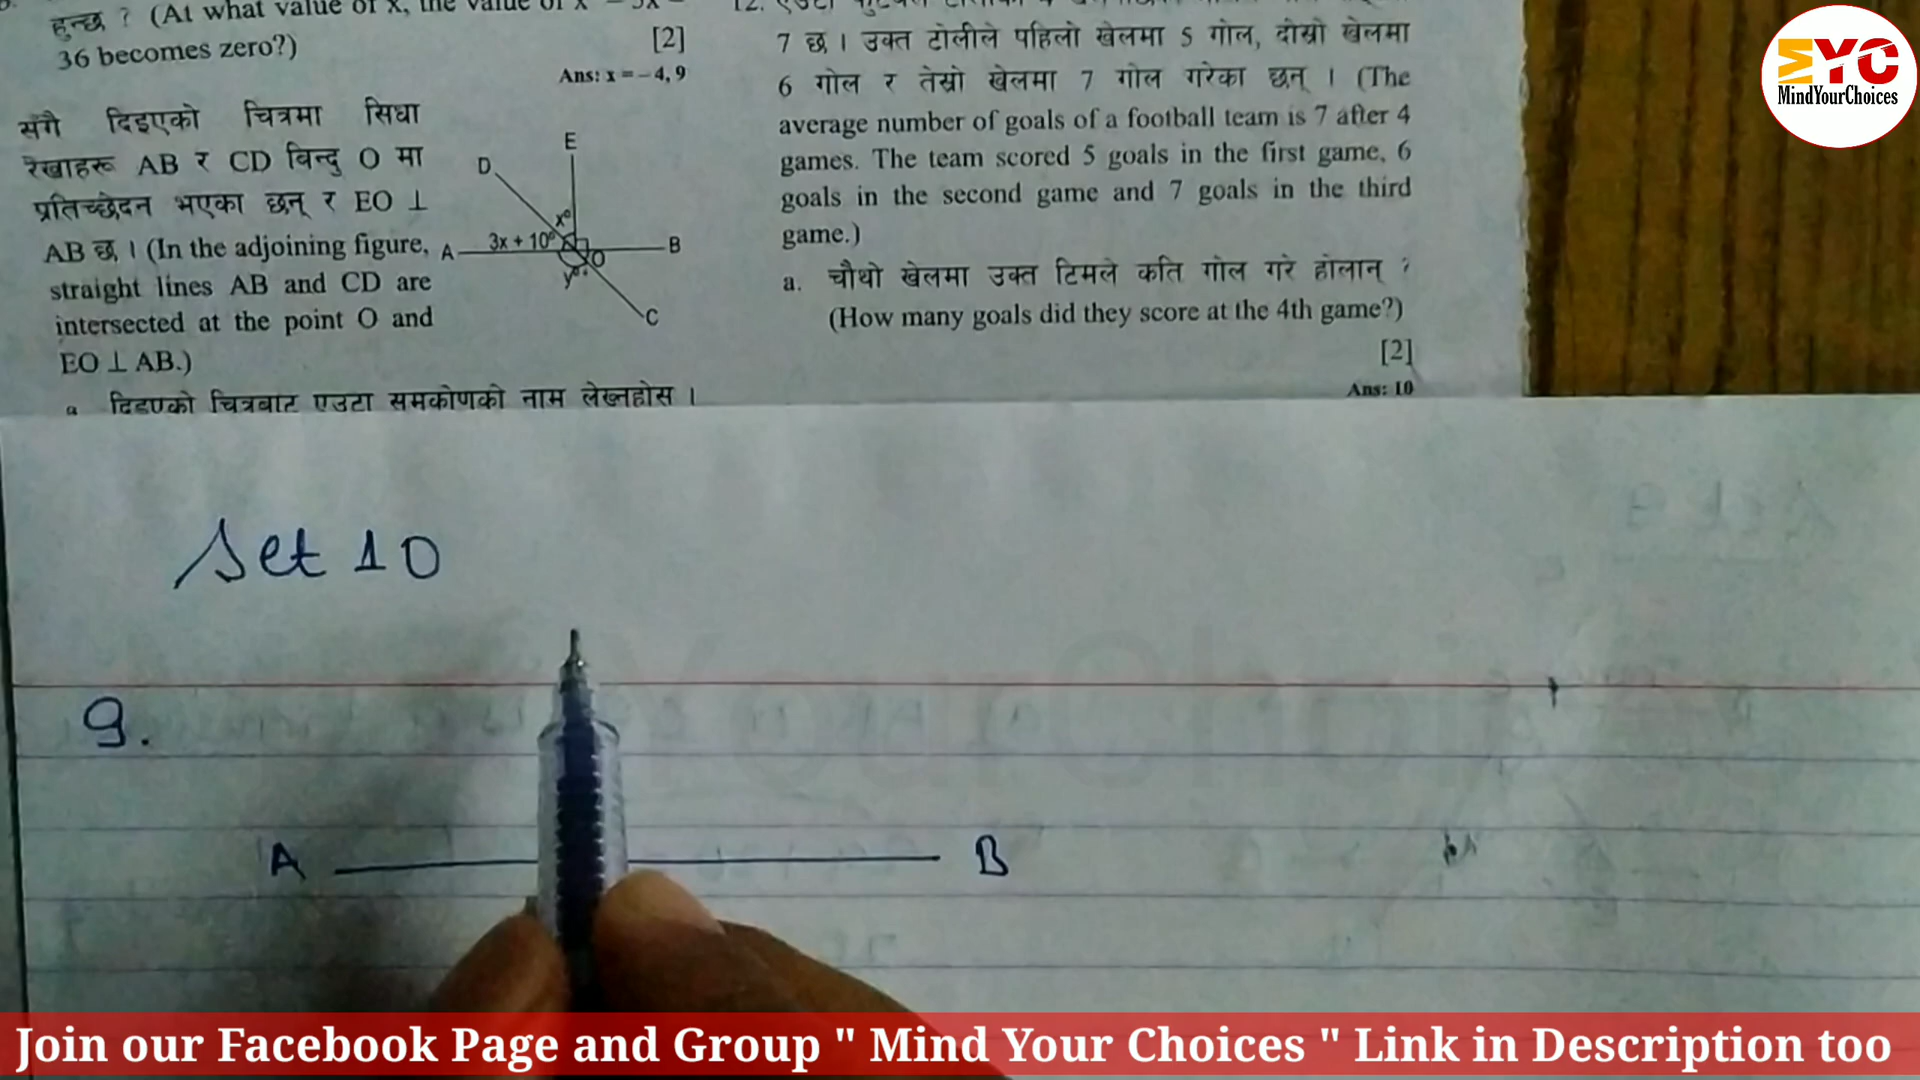 हुन्छ ? (At what value of x, the value of x
36 becomes zero?) [2]
Ans: x = – 4, 9
सँगै दिइएको चित्रमा सिधा
रेखाहरू AB र CD बिन्दु O मा
प्रतिच्छेदन भएका छन् र EO ⊥
AB छ । (In the adjoining figure,
straight lines AB and CD are
intersected at the point O and
EO ⊥ AB.)
a दिइएको चित्रबाट एउटा समकोणको नाम लेख्नुहोस् ।
E
D
x°
3x + 10°
A
B
O
y°
C
12. एउटा
7 छ । उक्त टोलीले पहिलो खेलमा 5 गोल, दोस्रो खेलमा
6 गोल र तेस्रो खेलमा 7 गोल गरेका छन् । (The
average number of goals of a football team is 7 after 4
games. The team scored 5 goals in the first game, 6
goals in the second game and 7 goals in the third
game.)
a. चौथो खेलमा उक्त टिमले कति गोल गरे होलान् ?
(How many goals did they score at the 4th game?)
[2]
Ans: 10
MYC
MindYourChoices
Set 10
9.
A B
Join our Facebook Page and Group " Mind Your Choices " Link in Description too